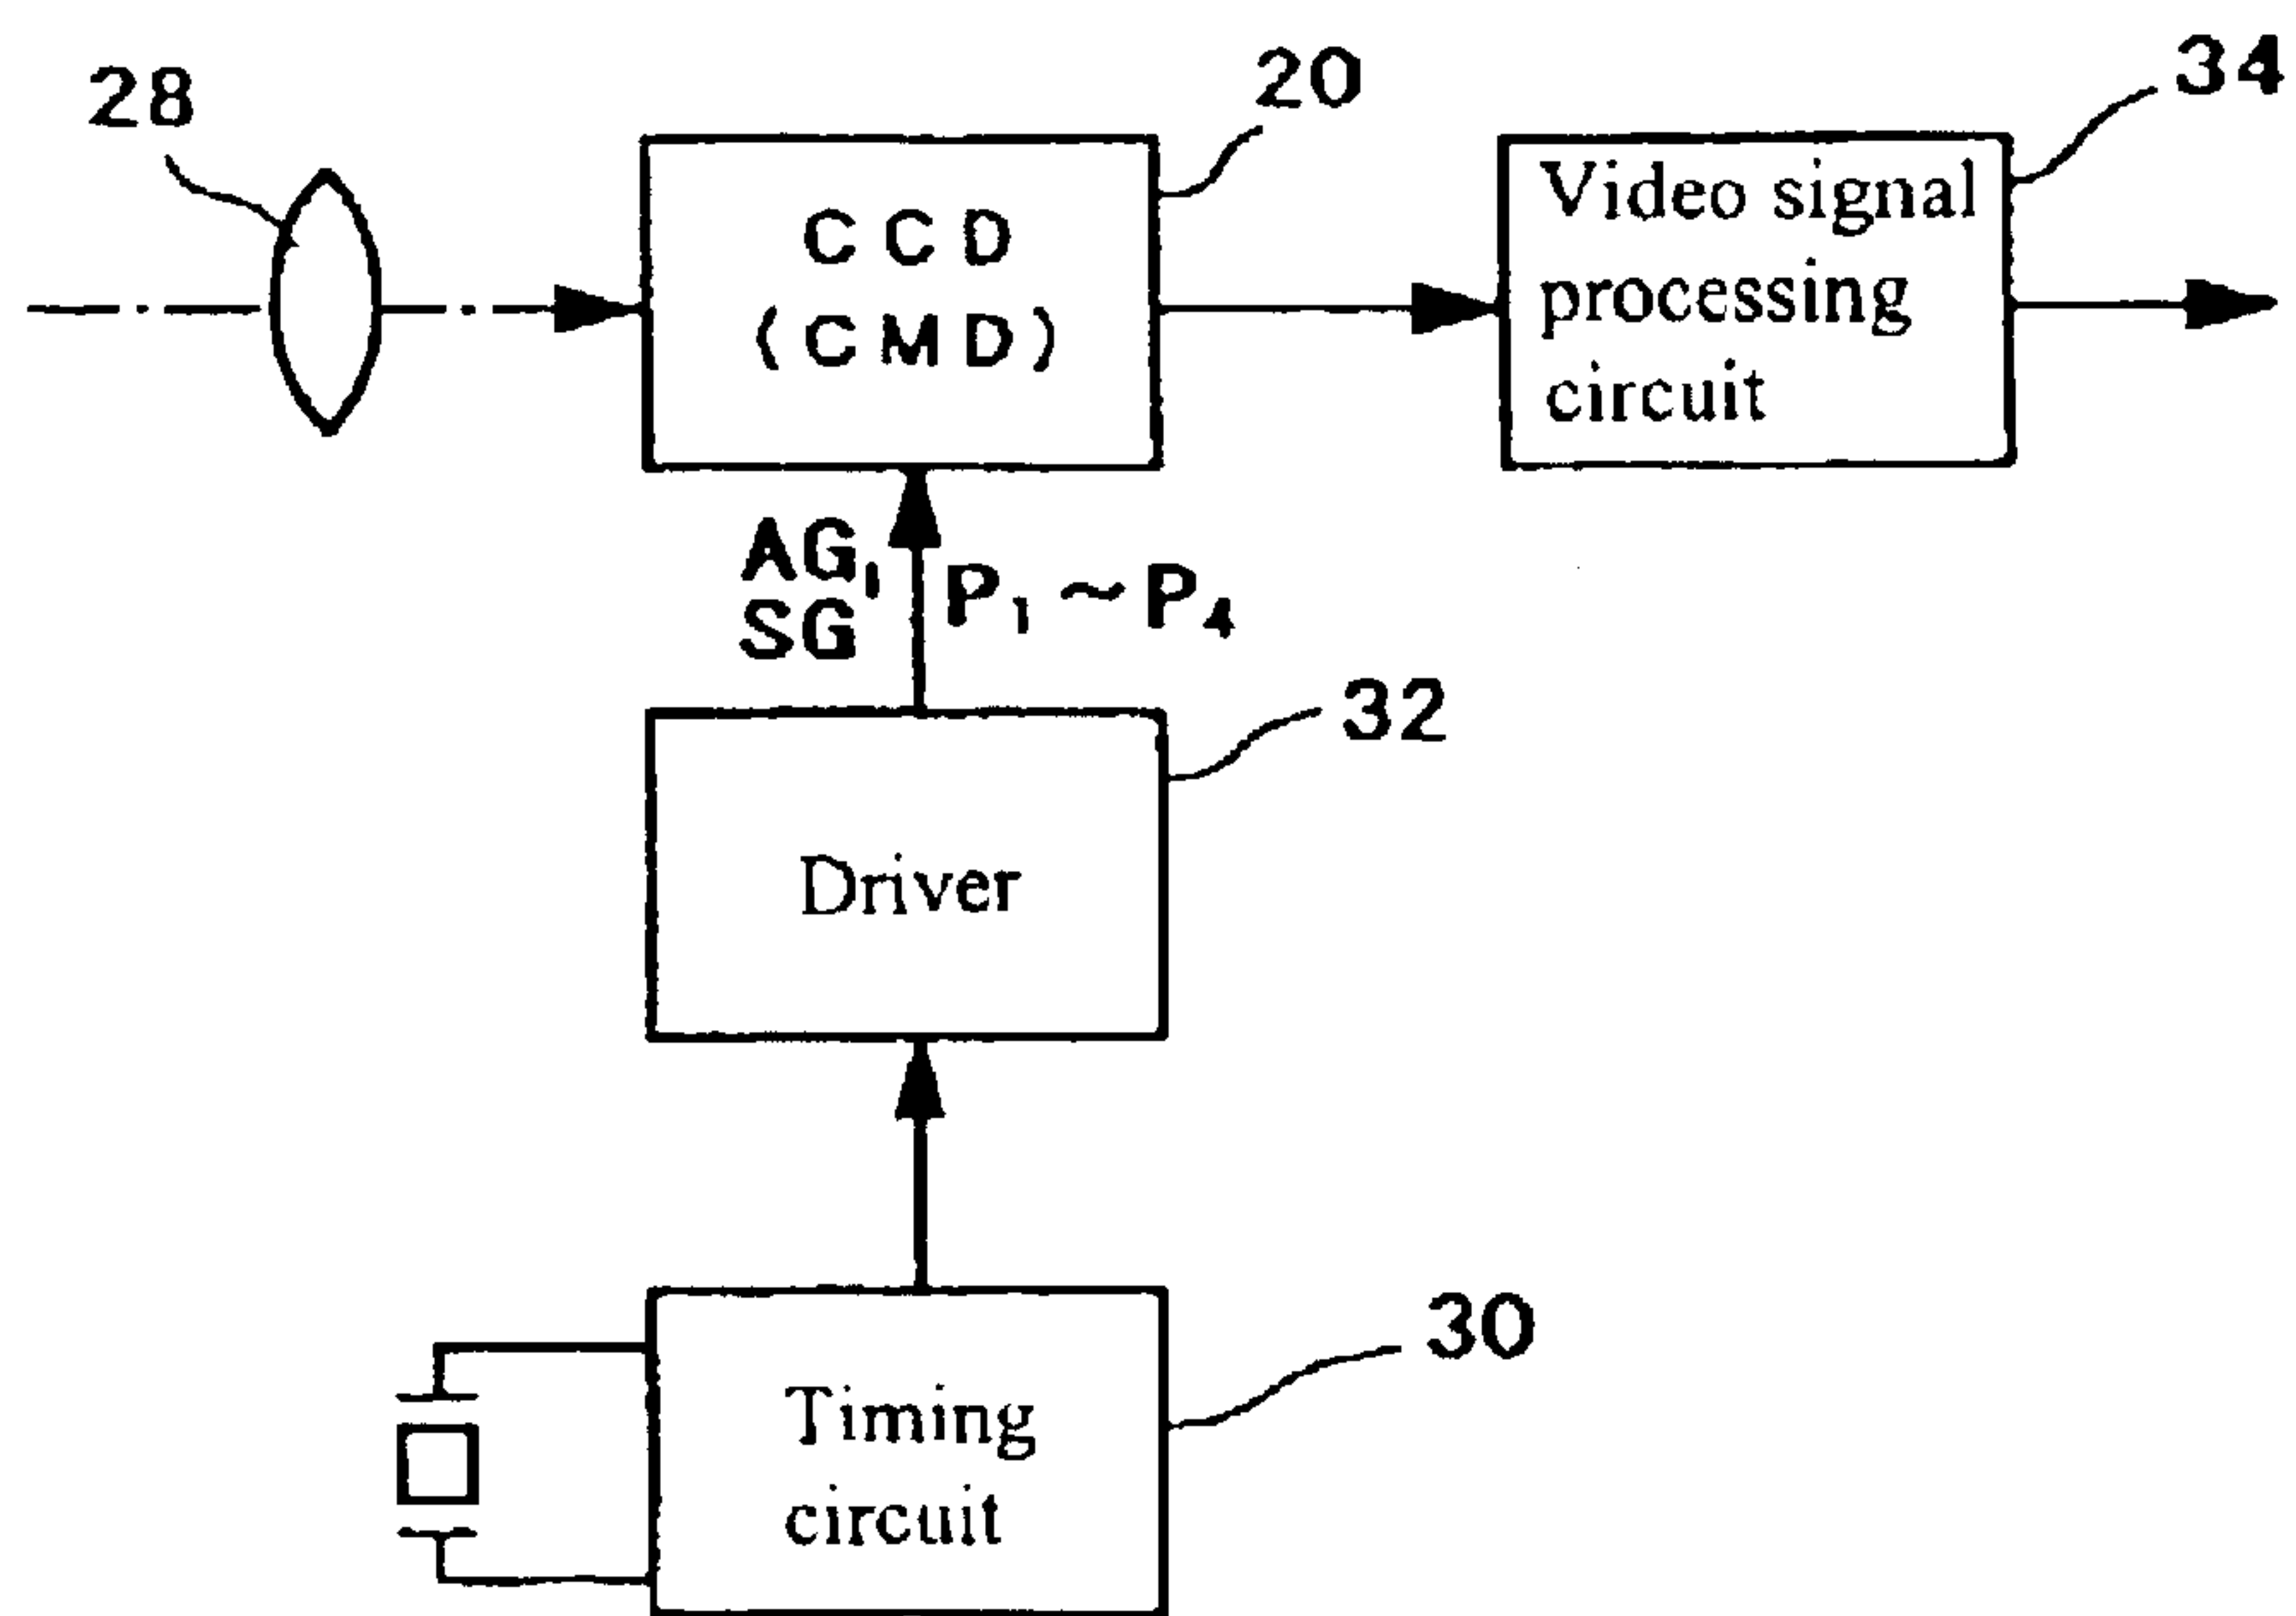 28
20
34
CCD
(CMD)
Video signal
processing
circuit
AG,
SG
P1~P4
32
Driver
30
Timing
circuit